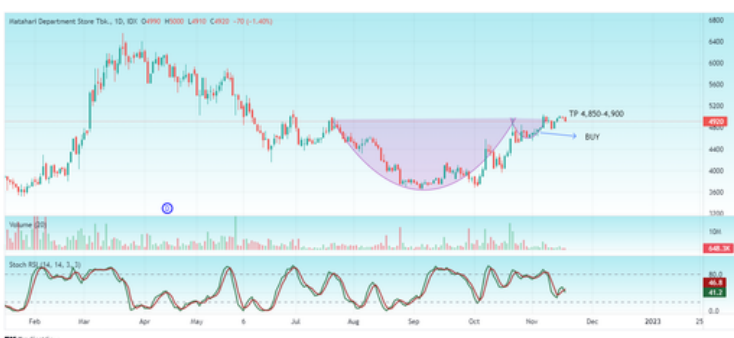 Matahari Department Store Tbk., 1D, IDX O4990 H5000 L4910 C4920 -70 (-1.40%)
6800
6400
6000
5600
5200
TP 4,850-4,900
4920
4800
BUY
4400
4000
3600
3200
Volume (20)
10K
648.3K
Stoch RSI (14, 14, 3, 3)
80.0
46.8
41.2
0.0
Feb Mar Apr May 6 Jul Aug Sep Oct Nov Dec 2023 25